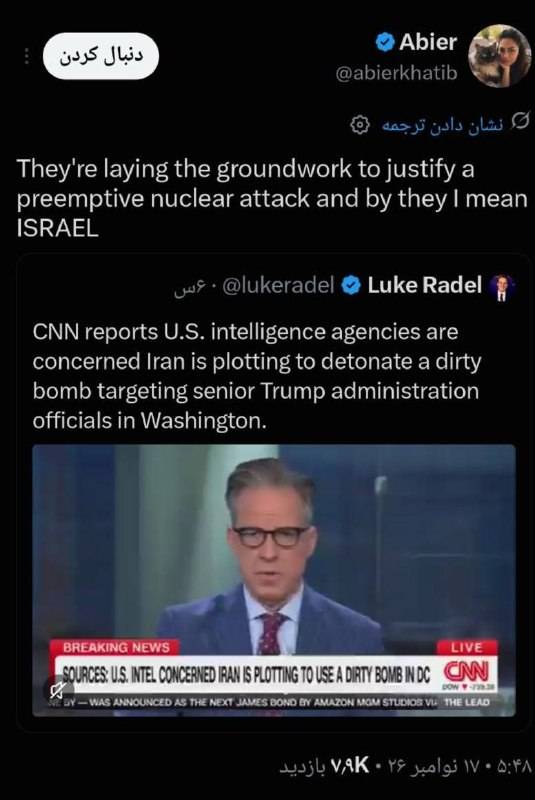 دنبال کردن
Abier
@abierkhatib
نشان دادن ترجمه
They're laying the groundwork to justify a
preemptive nuclear attack and by they I mean
ISRAEL
Luke Radel @lukeradel · ۶س
CNN reports U.S. intelligence agencies are
concerned Iran is plotting to detonate a dirty
bomb targeting senior Trump administration
officials in Washington.
BREAKING NEWS
LIVE
SOURCES: U.S. INTEL CONCERNED IRAN IS PLOTTING TO USE A DIRTY BOMB IN DC
CNN
DOW
— WAS ANNOUNCED AS THE NEXT JAMES BOND BY AMAZON MGM STUDIOS
THE LEAD
۵:۴۸ • ۱۷ نوامبر ۲۶ • ۷٫۸K بازدید